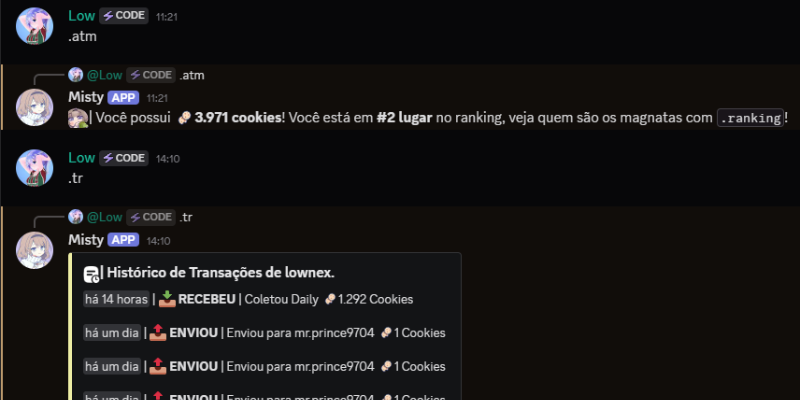 Low CODE 11:21
.atm
@Low CODE .atm
Misty APP 11:21
| Você possui 3.971 cookies! Você está em #2 lugar no ranking, veja quem são os magnatas com .ranking!
Low CODE 14:10
.tr
@Low CODE .tr
Misty APP 14:10
| Histórico de Transações de lownex.
há 14 horas | RECEBEU | Coletou Daily 1.292 Cookies
há um dia | ENVIOU | Enviou para mr.prince9704 1 Cookies
há um dia | ENVIOU | Enviou para mr.prince9704 1 Cookies
há um dia | ENVIOU | Enviou para mr.prince9704 1 Cookies